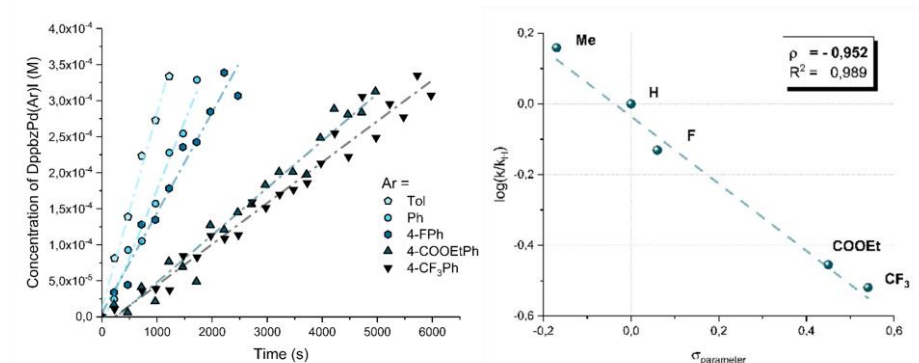 Concentration of DppbzPd(Ar)I (M)
4,0x10⁻⁴
3,5x10⁻⁴
3,0x10⁻⁴
2,5x10⁻⁴
2,0x10⁻⁴
1,5x10⁻⁴
1,0x10⁻⁴
5,0x10⁻⁵
0,0
0 1000 2000 3000 4000 5000 6000
Time (s)
Ar =
Tol
Ph
4-FPh
4-COOEtPh
4-CF₃Ph
log(k/k_H)
0,2
0,0
-0,2
-0,4
-0,6
-0,2 0,0 0,2 0,4 0,6
σparameter
Me
H
F
COOEt
CF₃
ρ = - 0,952
R² = 0,989